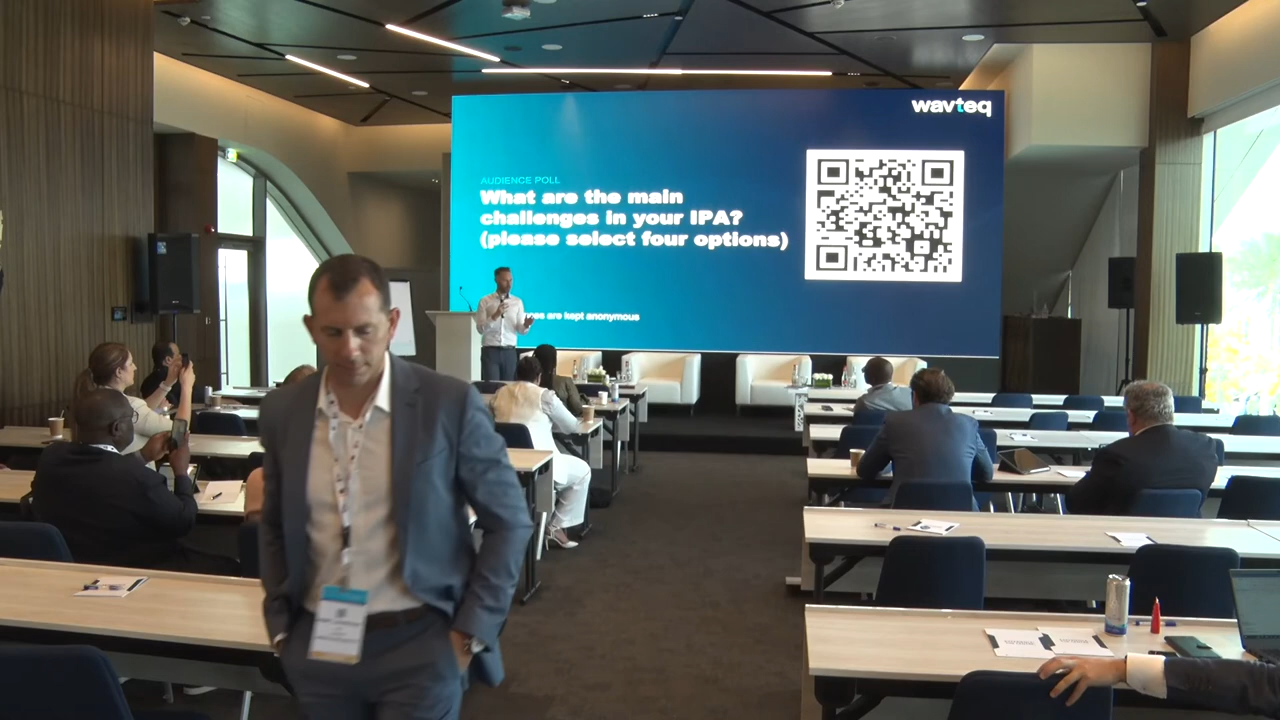 wavteq
AUDIENCE POLL
What are the main
challenges in your IPA?
(please select four options)
are kept anonymous